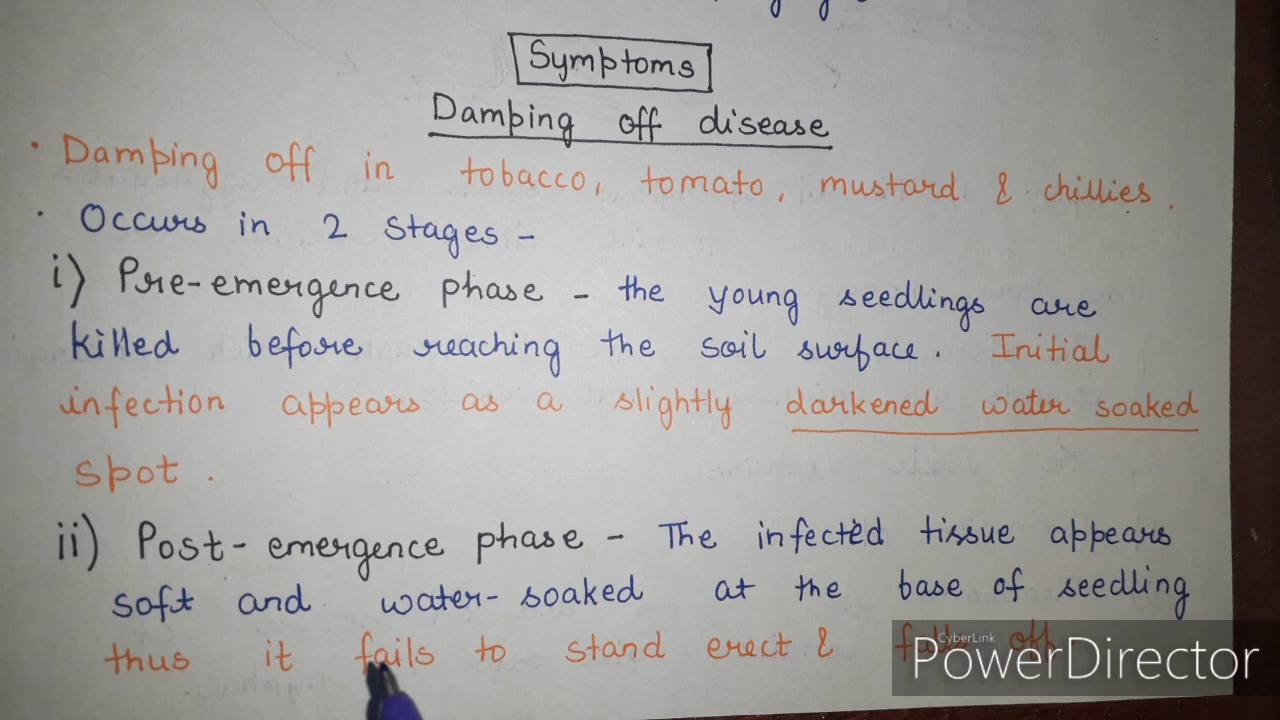 Symptoms
Damping off disease
• Damping off in tobacco, tomato, mustard & chillies.
• Occurs in 2 stages -
i) Pre-emergence phase - the young seedlings are
killed before reaching the soil surface. Initial
infection appears as a slightly darkened water soaked
spot.
ii) Post-emergence phase - The infected tissue appears
soft and water-soaked at the base of seedling
thus it fails to stand erect & falls off
CyberLink
PowerDirector